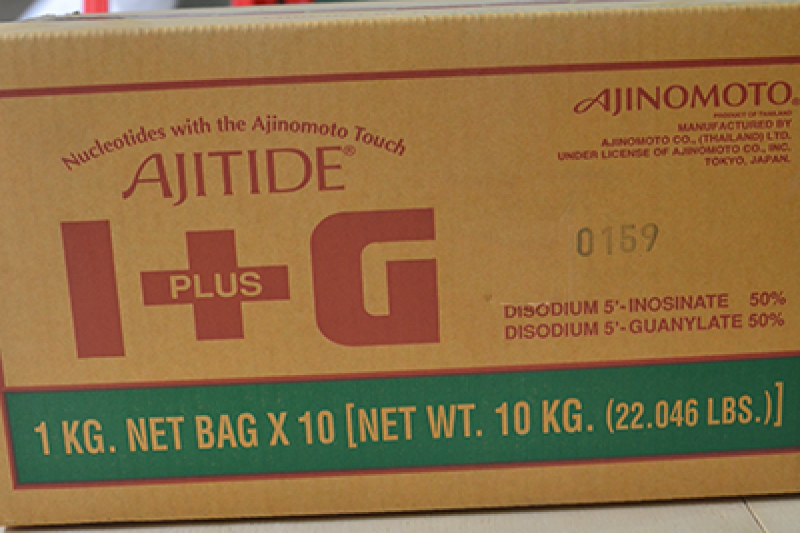 AJINOMOTO®
PRODUCT OF THAILAND
MANUFACTURED BY
AJINOMOTO CO., (THAILAND) LTD.
UNDER LICENSE OF AJINOMOTO CO., INC.
TOKYO, JAPAN.
Nucleotides with the Ajinomoto Touch
AJITIDE®
I PLUS G
0159
DISODIUM 5'-INOSINATE 50%
DISODIUM 5'-GUANYLATE 50%
1 KG. NET BAG X 10 [NET WT. 10 KG. (22.046 LBS.)]